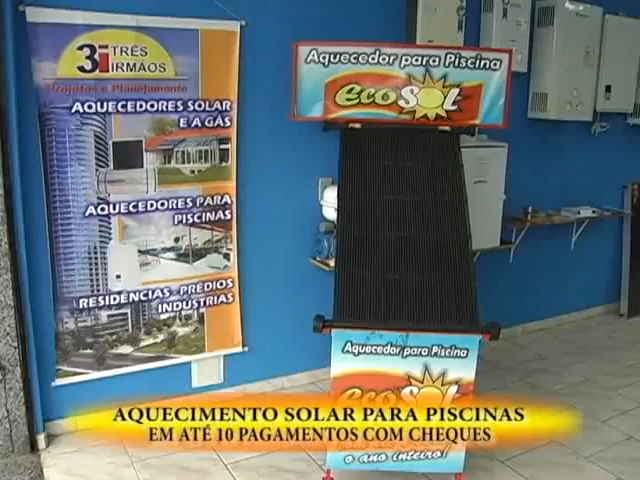 3i TRÊS
IRMÃOS
Projetos e Planejamento
AQUECEDORES SOLAR
E A GÁS
AQUECEDORES PARA
PISCINAS
RESIDÊNCIAS - PRÉDIOS
INDUSTRIAS
Aquecedor para Piscina
ecoSOL
Aquecedor para Piscina
ecoSOL
o ano inteiro!
AQUECIMENTO SOLAR PARA PISCINAS
EM ATÉ 10 PAGAMENTOS COM CHEQUES